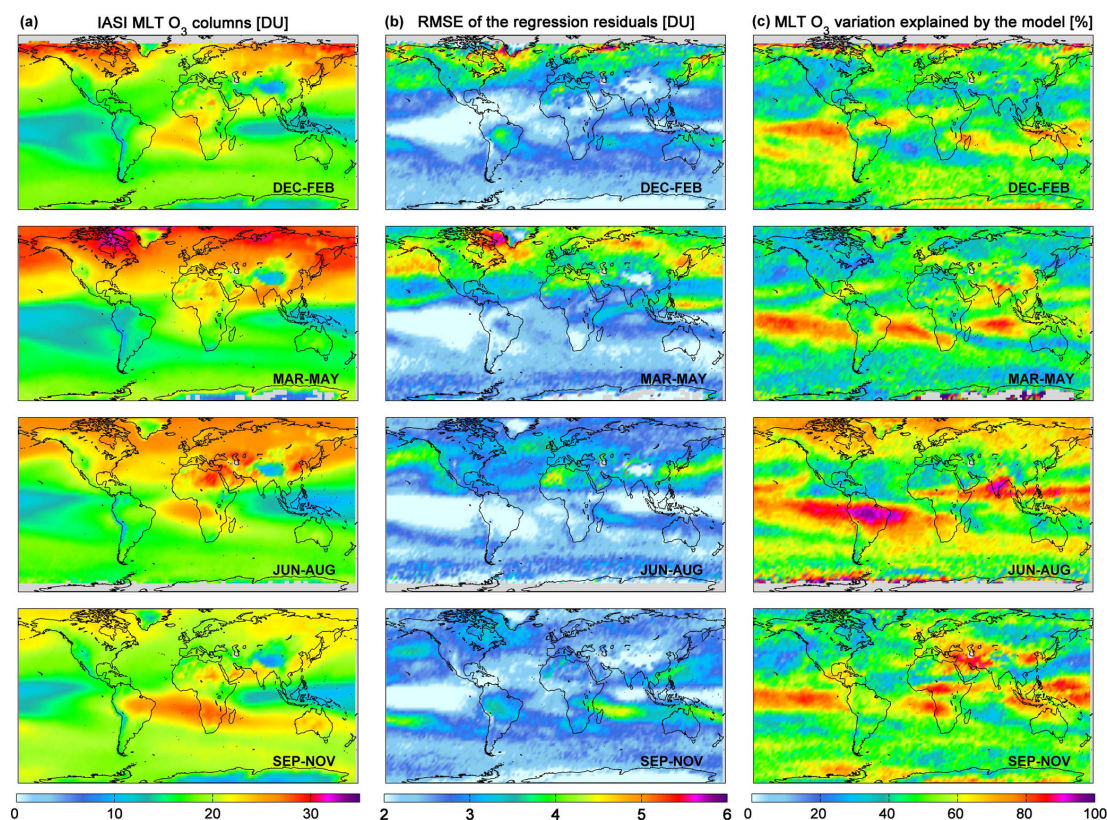 (a) IASI MLT O3 columns [DU]
(b) RMSE of the regression residuals [DU]
(c) MLT O3 variation explained by the model [%]
DEC-FEB
DEC-FEB
DEC-FEB
MAR-MAY
MAR-MAY
MAR-MAY
JUN-AUG
JUN-AUG
JUN-AUG
SEP-NOV
SEP-NOV
SEP-NOV
0 10 20 30
2 3 4 5 6
0 20 40 60 80 100